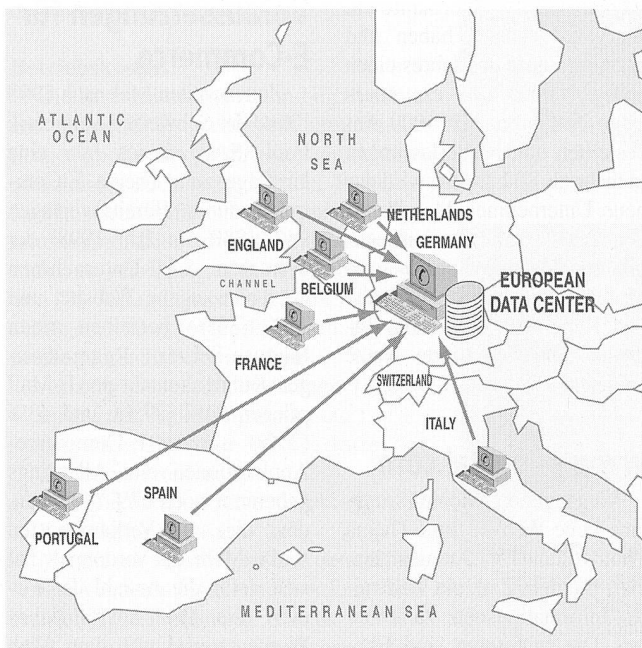 ATLANTIC
OCEAN
NORTH
SEA
NETHERLANDS
ENGLAND
GERMANY
CHANNEL
BELGIUM
EUROPEAN
DATA CENTER
FRANCE
SWITZERLAND
ITALY
SPAIN
PORTUGAL
MEDITERRANEAN SEA